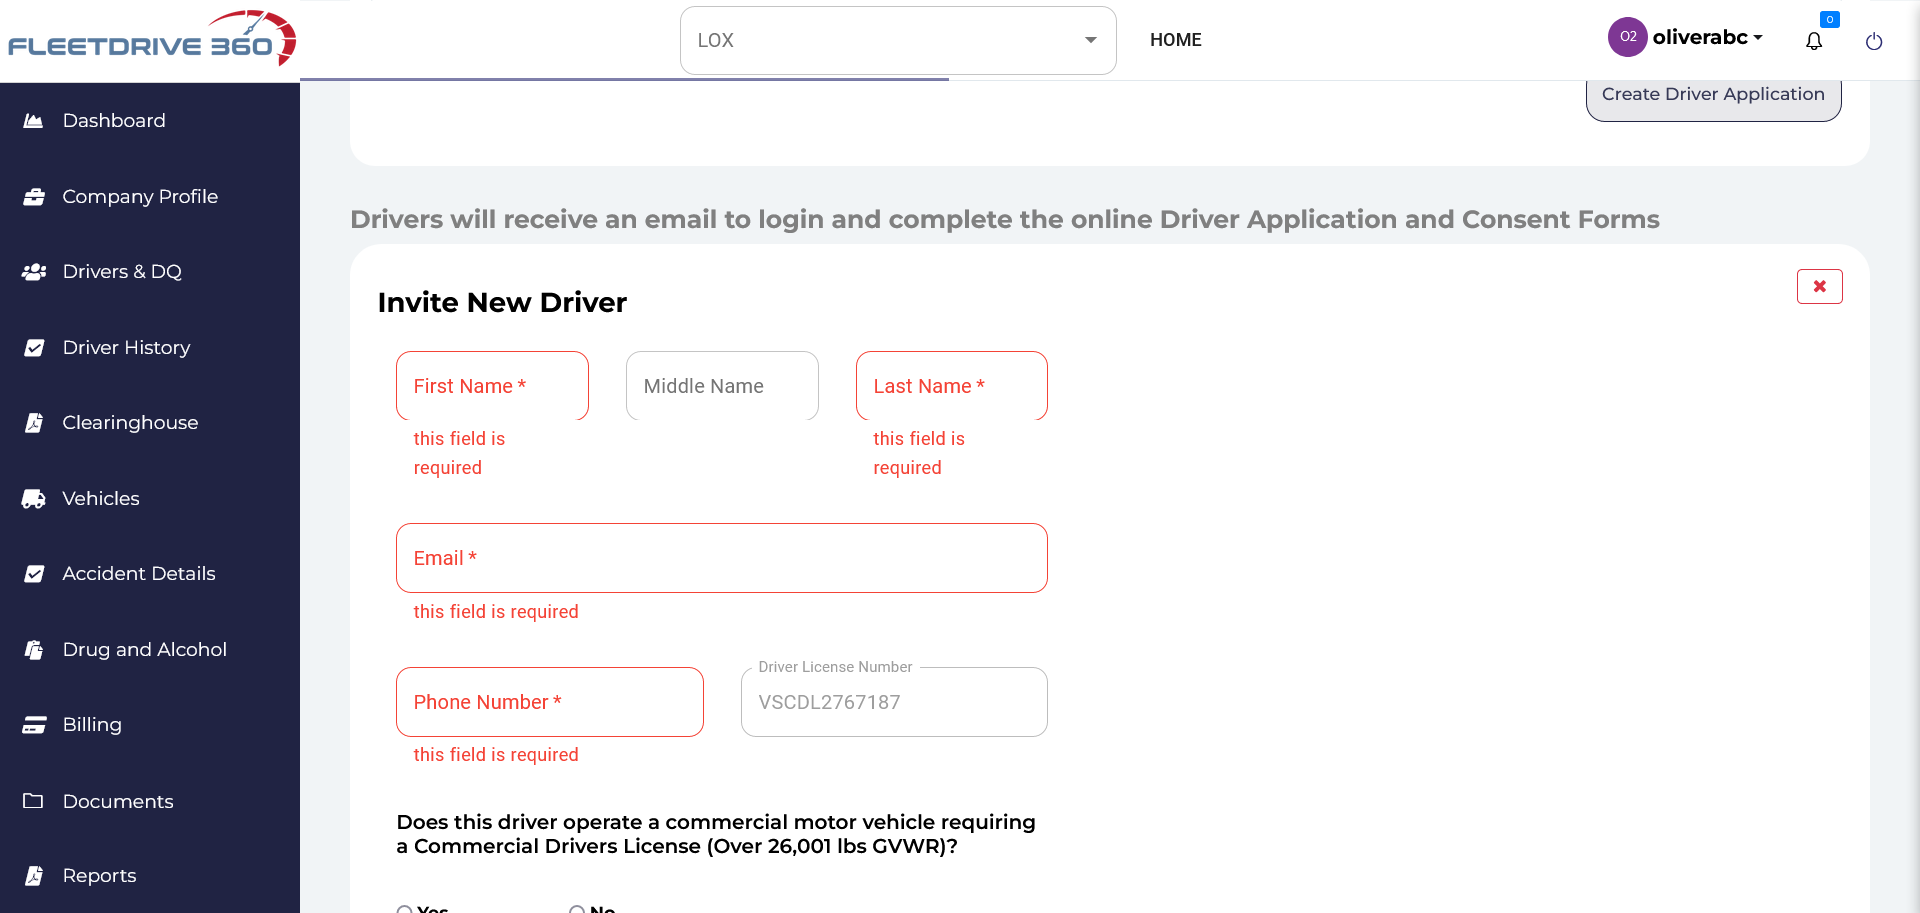 FLEETDRIVE 360
LOX
HOME
O2
oliverabc
0
Dashboard
Company Profile
Drivers & DQ
Driver History
Clearinghouse
Vehicles
Accident Details
Drug and Alcohol
Billing
Documents
Reports
Create Driver Application
Drivers will receive an email to login and complete the online Driver Application and Consent Forms
Invite New Driver
First Name *
Middle Name
Last Name *
this field is
required
this field is
required
Email *
this field is required
Phone Number *
Driver License Number
VSCDL2767187
this field is required
Does this driver operate a commercial motor vehicle requiring
a Commercial Drivers License (Over 26,001 lbs GVWR)?
Yes
No